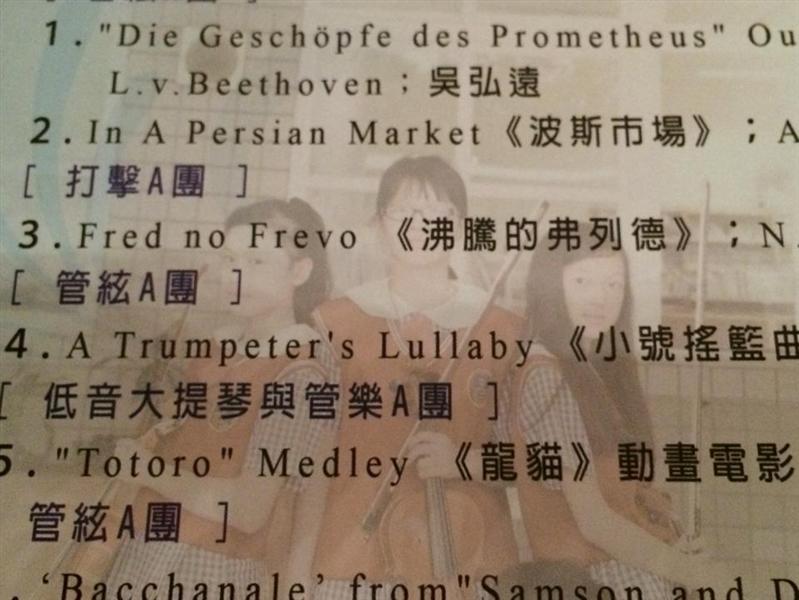 1."Die Geschöpfe des Prometheus" Ou
L.v.Beethoven；吳弘遠
2.In A Persian Market《波斯市場》；A
[ 打擊A團 ]
3.Fred no Frevo 《沸騰的弗列德》；N.
[ 管絃A團 ]
4.A Trumpeter's Lullaby《小號搖籃曲
[ 低音大提琴與管樂A團 ]
5."Totoro" Medley《龍貓》動畫電影
管絃A團 ]
.‘Bacchanale’from"Samson and D